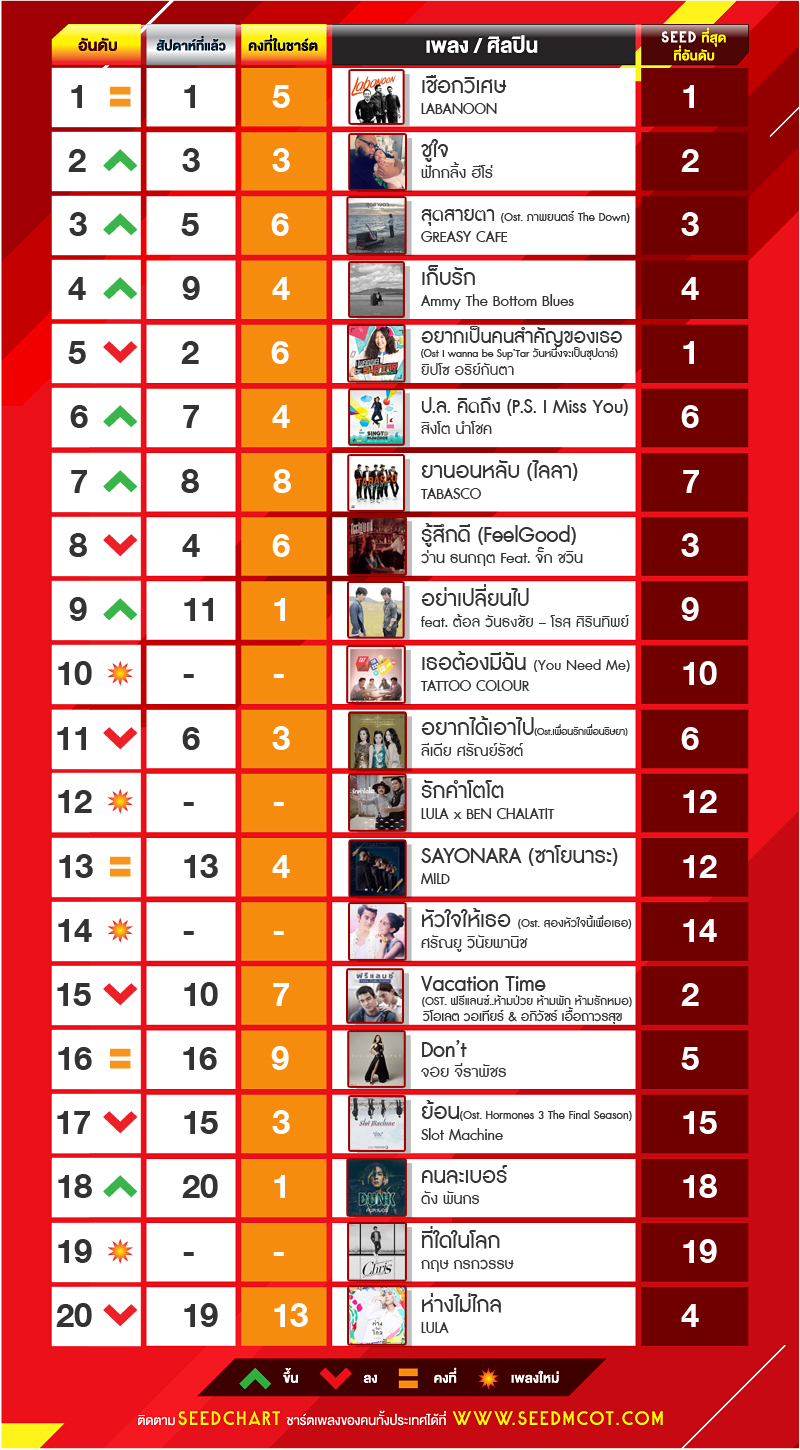 อันดับ สัปดาห์ที่แล้ว คงที่ในชาร์ต เพลง / ศิลปิน SEED ที่สุด
ที่อันดับ
1 1 5 เชือกวิเศษ 1
LABANOON
2 3 3 ชูใจ 2
ฟักกลิ้ง ฮีโร่
3 5 6 สุดสายตา (Ost. ภาพยนตร์ The Down) 3
GREASY CAFE
4 9 4 เก็บรัก 4
Ammy The Bottom Blues
5 2 6 อยากเป็นคนสำคัญของเธอ 1
(Ost I wanna be Sup'Tar วันหนึ่งจะเป็นซุปตาร์)
ยิปโซ อริย์กันตา
6 7 4 ป.ล. คิดถึง (P.S. I Miss You) 6
สิงโต นำโชค
7 8 8 ยานอนหลับ (ไลลา) 7
TABASCO
8 4 6 รู้สึกดี (FeelGood) 3
ว่าน ธนกฤต Feat. จั๊ก ชวิน
9 11 1 อย่าเปลี่ยนไป 9
feat. ต้อล วันธงชัย – โรส ศิรินทิพย์
10 - - เธอต้องมีฉัน (You Need Me) 10
TATTOO COLOUR
11 6 3 อยากได้เอาไป(Ost.เพื่อนรักเพื่อนริษยา) 6
ลีเดีย ศรัณย์รัชต์
12 - - รักคำโตโต 12
LULA x BEN CHALATIT
13 13 4 SAYONARA (ซาโยนาระ) 12
MILD
14 - - หัวใจให้เธอ (Ost. สองหัวใจนี้เพื่อเธอ) 14
ศรัณยู วินัยพานิช
15 10 7 Vacation Time 2
(OST. ฟรีแลนซ์..ห้ามป่วย ห้ามพัก ห้ามรักหมอ)
วิโอเลต วอเทียร์ & อภิวัชร์ เอื้อถาวรสุข
16 16 9 Don't 5
จอย จีราพัชร
17 15 3 ย้อน(Ost. Hormones 3 The Final Season) 15
Slot Machine
18 20 1 คนละเบอร์ 18
ดัง พันกร
19 - - ที่ใดในโลก 19
กฤษ กรกวรรษ
20 19 13 ห่างไม่ไกล 4
LULA
ขึ้น ลง คงที่ เพลงใหม่
ติดตาม SEEDCHART ชาร์ตเพลงของคนทั้งประเทศได้ที่ WWW.SEEDMCOT.COM